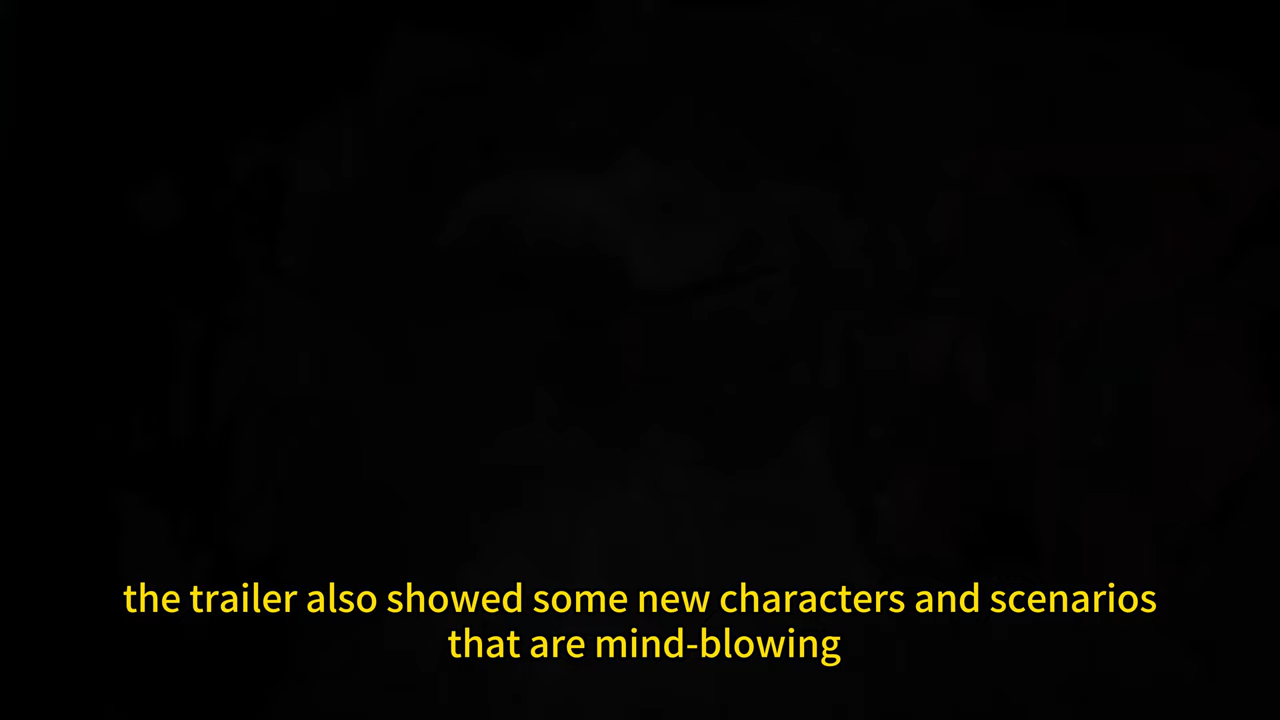 the trailer also showed some new characters and scenarios
that are mind-blowing